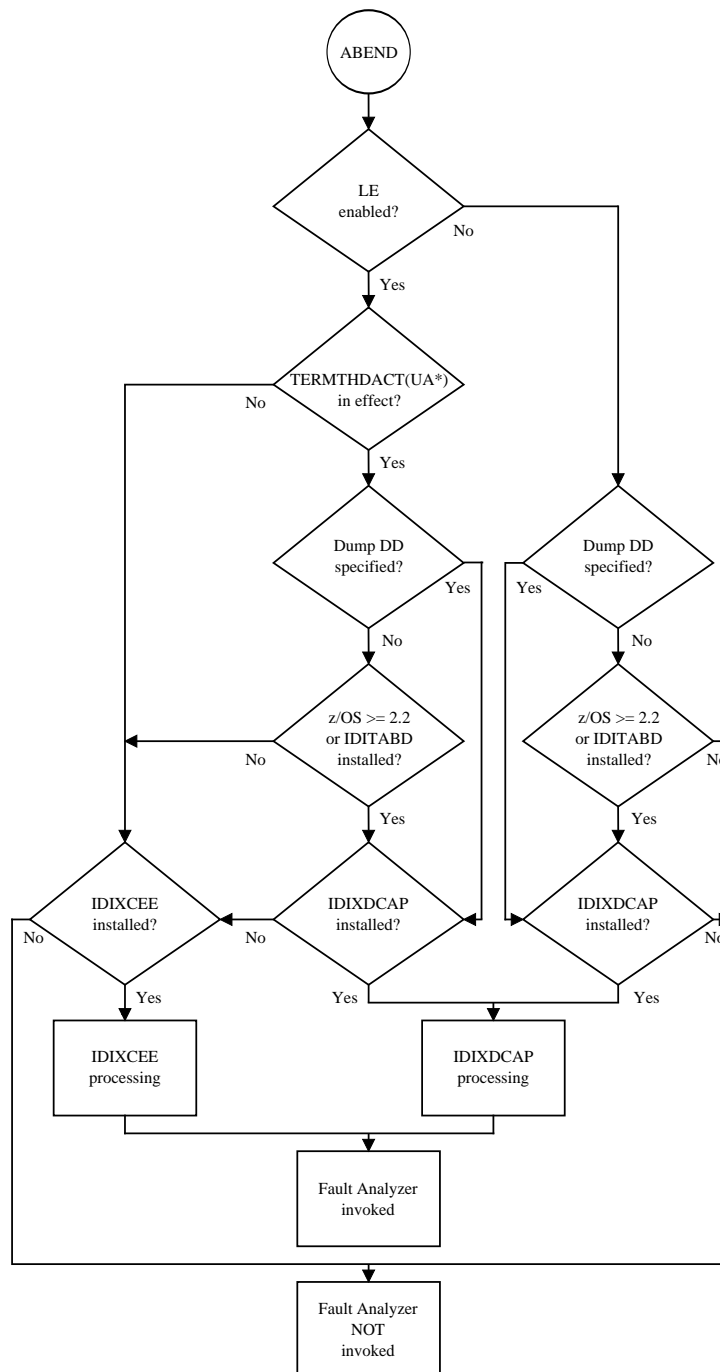 ABEND
LE
enabled?
No
Yes
TERMTHDACT(UA*)
in effect?
No
Yes
Dump DD
specified?
Yes
Dump DD
specified?
Yes
No
No
z/OS >= 2.2
or IDITABD
installed?
No
z/OS >= 2.2
or IDITABD
installed?
No
Yes
Yes
IDIXCEE
installed?
No
IDIXDCAP
installed?
No
IDIXDCAP
installed?
No
Yes
Yes
Yes
IDIXCEE
processing
IDIXDCAP
processing
Fault Analyzer
invoked
Fault Analyzer
NOT
invoked